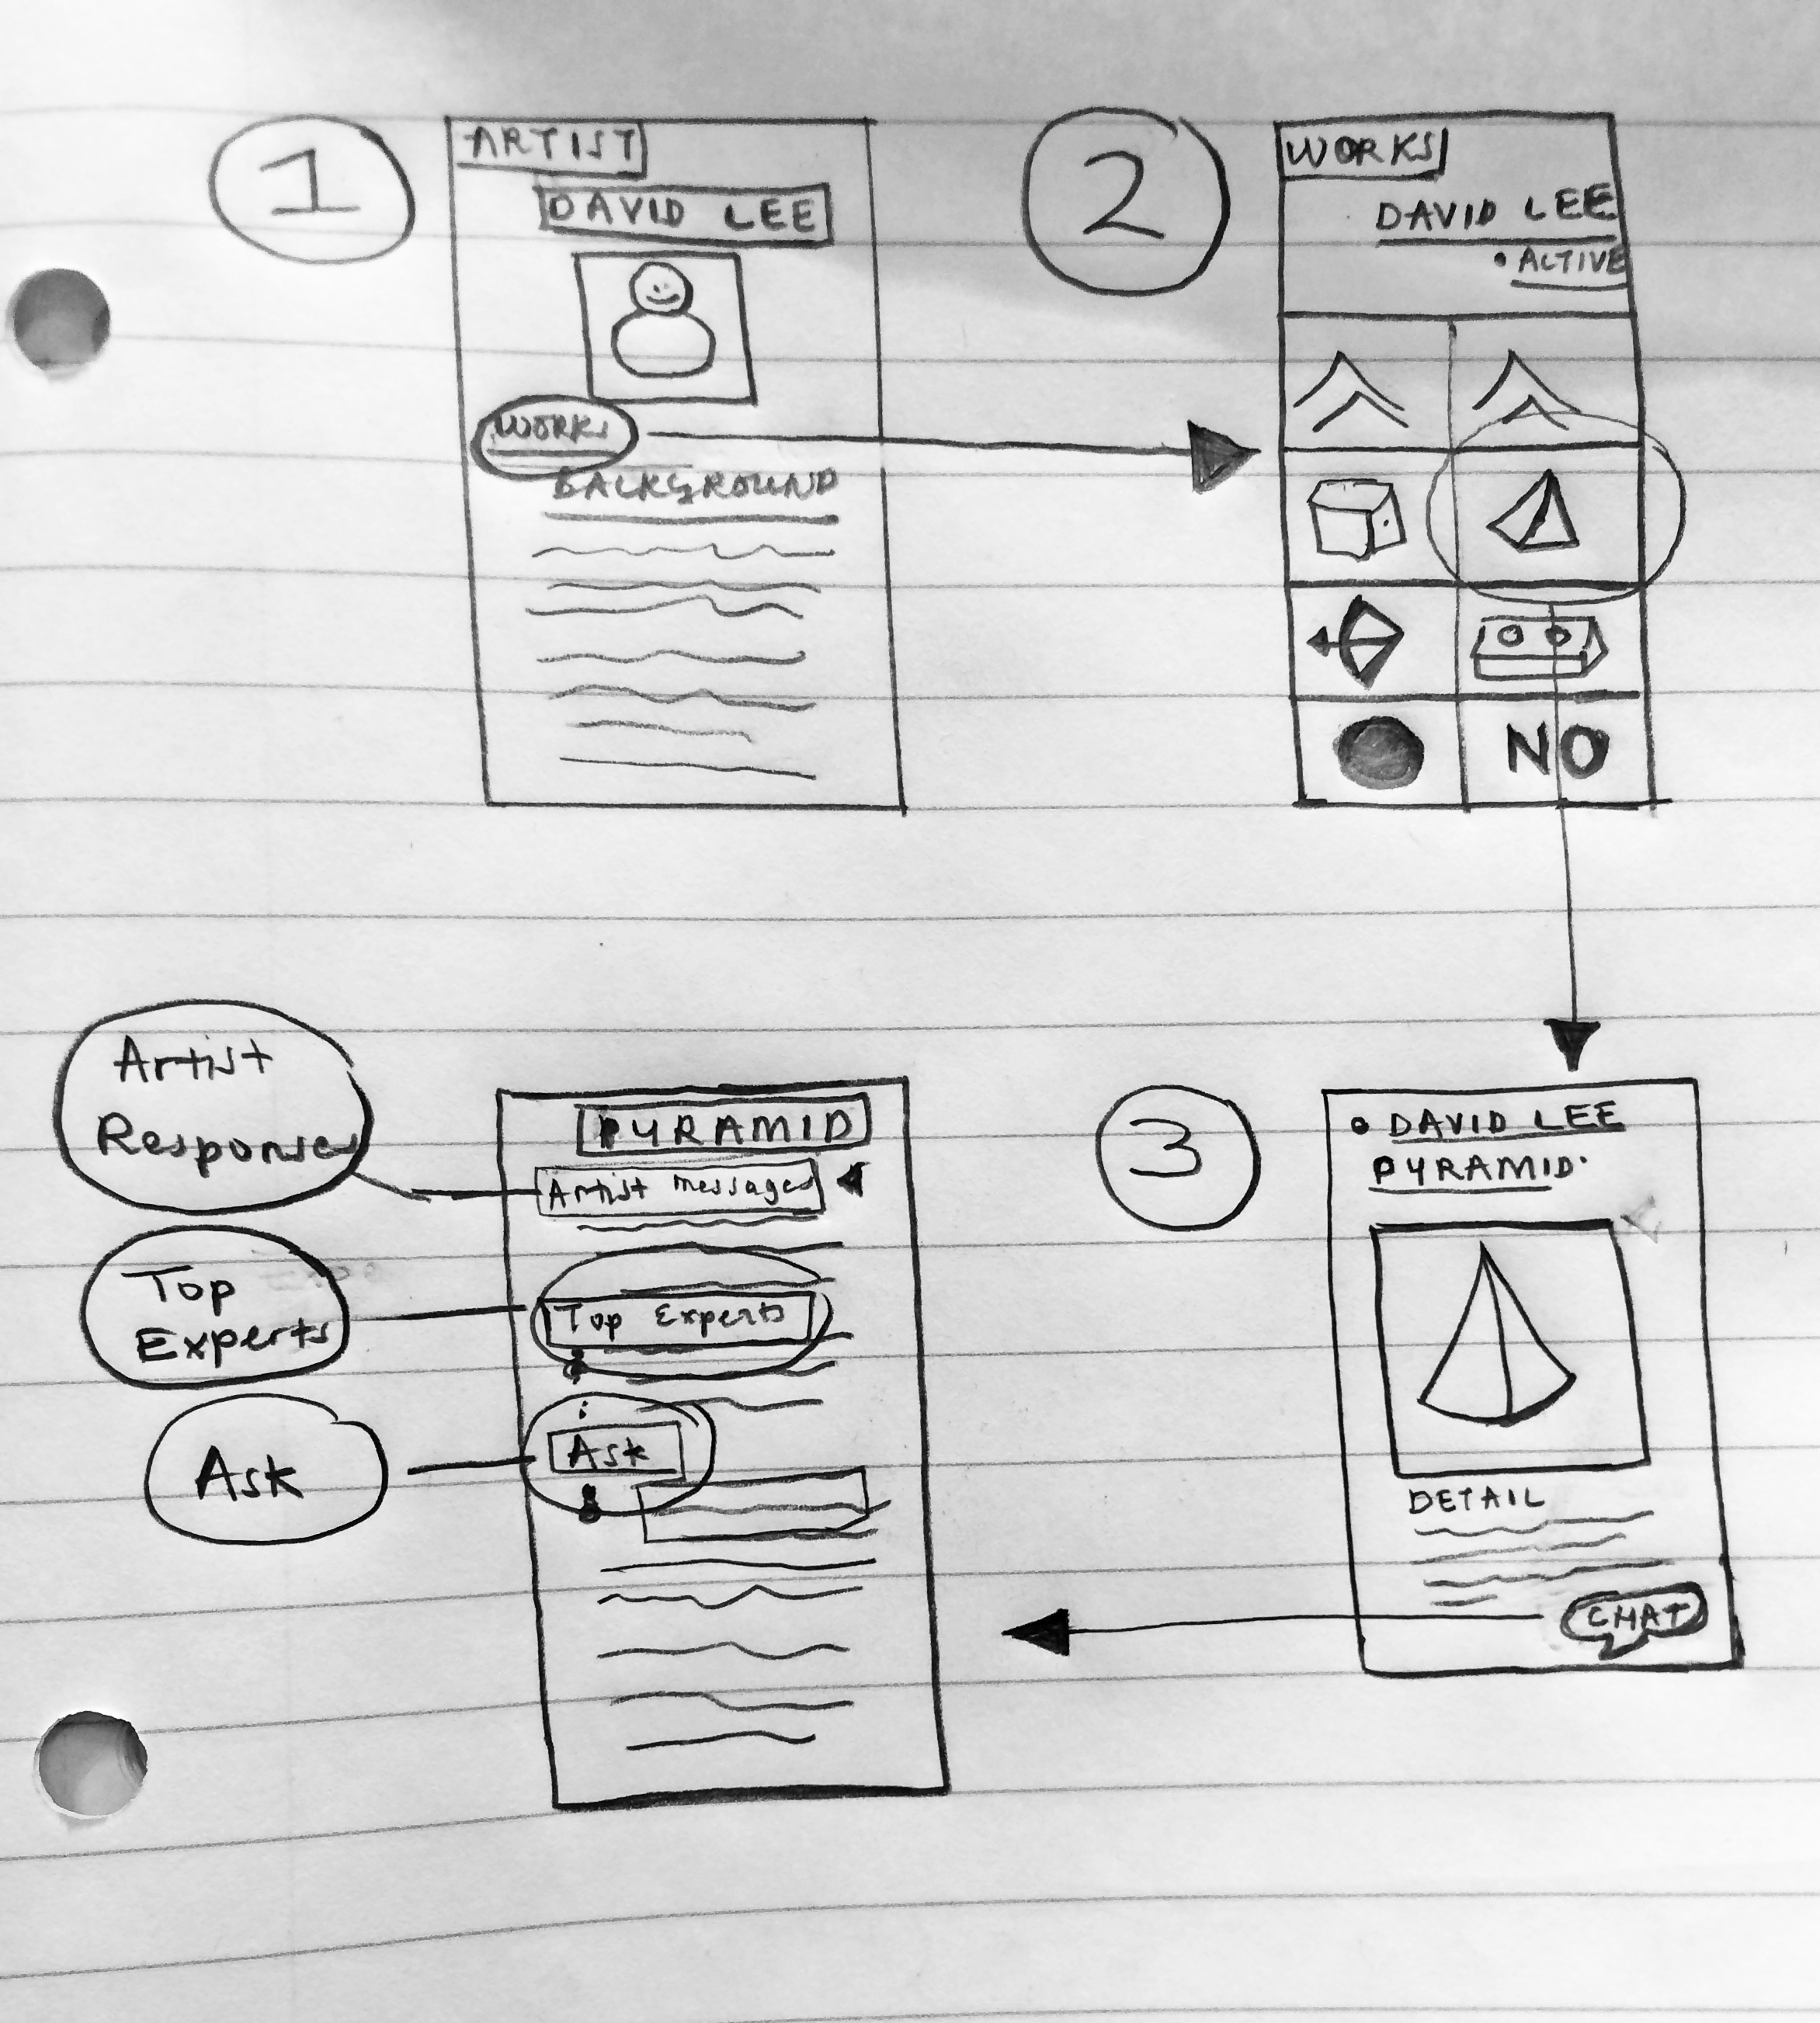 1
ARTIST
DAVID LEE
WORKS
BACKGROUND
2
WORKS
DAVID LEE
• ACTIVE
NO
3
• DAVID LEE
PYRAMID
DETAIL
CHAT
PYRAMID
Artist messages
Top Experts
Ask
Artist
Responses
Top
Experts
Ask